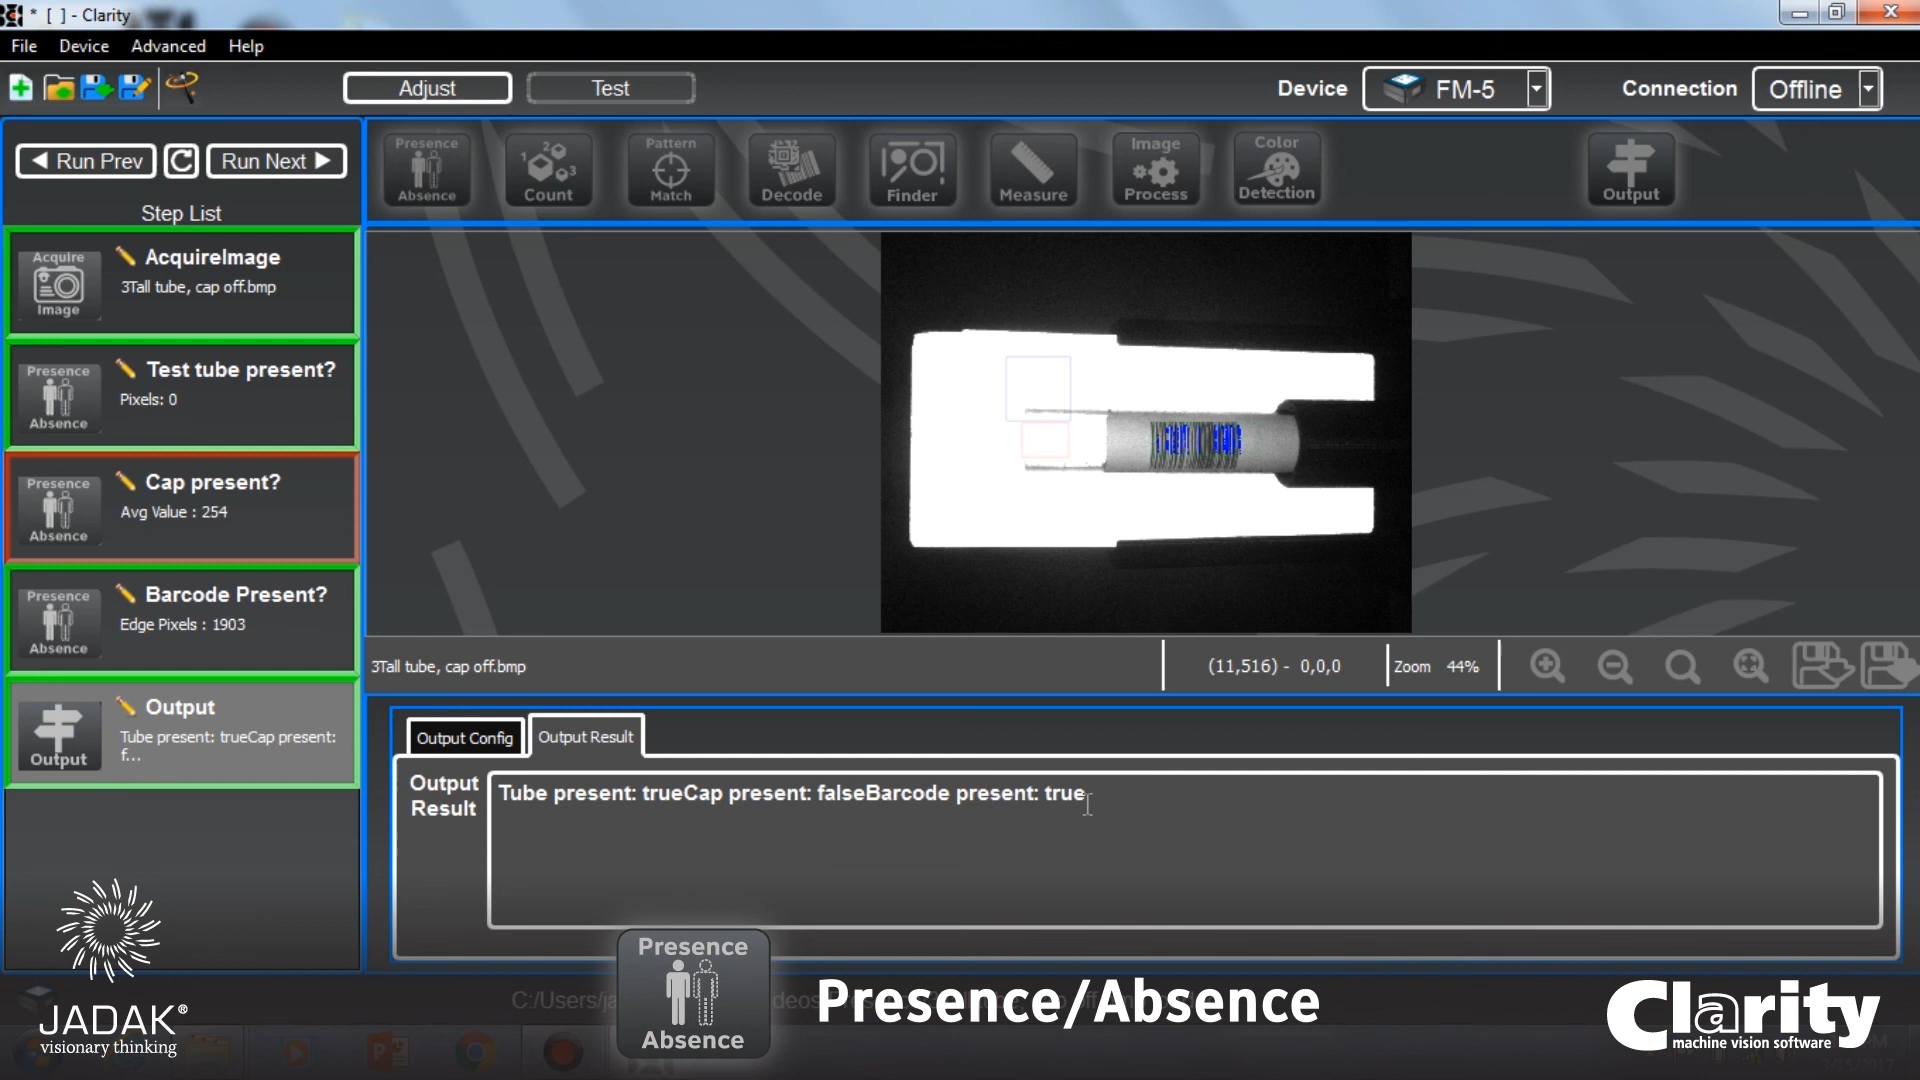 * [ ] - Clarity
File Device Advanced Help
Adjust Test Device FM-5 Connection Offline
Run Prev Run Next
Step List
Acquire
Image
AcquireImage
3Tall tube, cap off.bmp
Presence
Absence
Test tube present?
Pixels: 0
Presence
Absence
Cap present?
Avg Value : 254
Presence
Absence
Barcode Present?
Edge Pixels : 1903
Output
Output
Tube present: trueCap present:
f...
Presence
Absence
1 2 3
Count
Pattern
Match
Decode
Finder
Measure
Image
Process
Color
Detection
Output
3Tall tube, cap off.bmp (11,516) - 0,0,0 Zoom 44%
Output Config Output Result
Output
Result
Tube present: trueCap present: falseBarcode present: true
Presence
Absence
C:/Users/ja
Presence/Absence
JADAK®
visionary thinking
Clarity
machine vision software